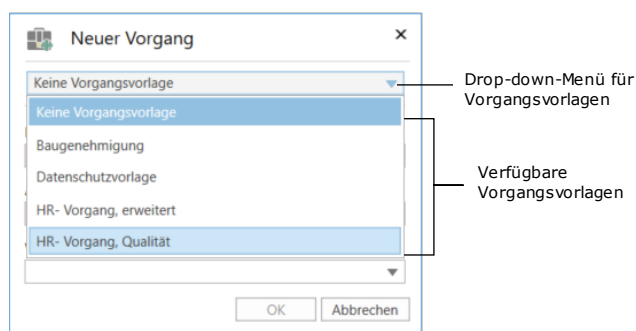 Neuer Vorgang
Keine Vorgangsvorlage
Drop-down-Menü für
Vorgangsvorlagen
Keine Vorgangsvorlage
Baugenehmigung
Datenschutzvorlage
Verfügbare
Vorgangsvorlagen
HR- Vorgang, erweitert
HR- Vorgang, Qualität
OK
Abbrechen